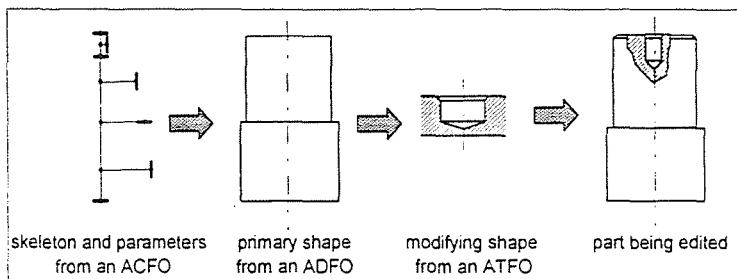 skeleton and parameters
from an ACFO
primary shape
from an ADFO
modifying shape
from an ATFO
part being edited